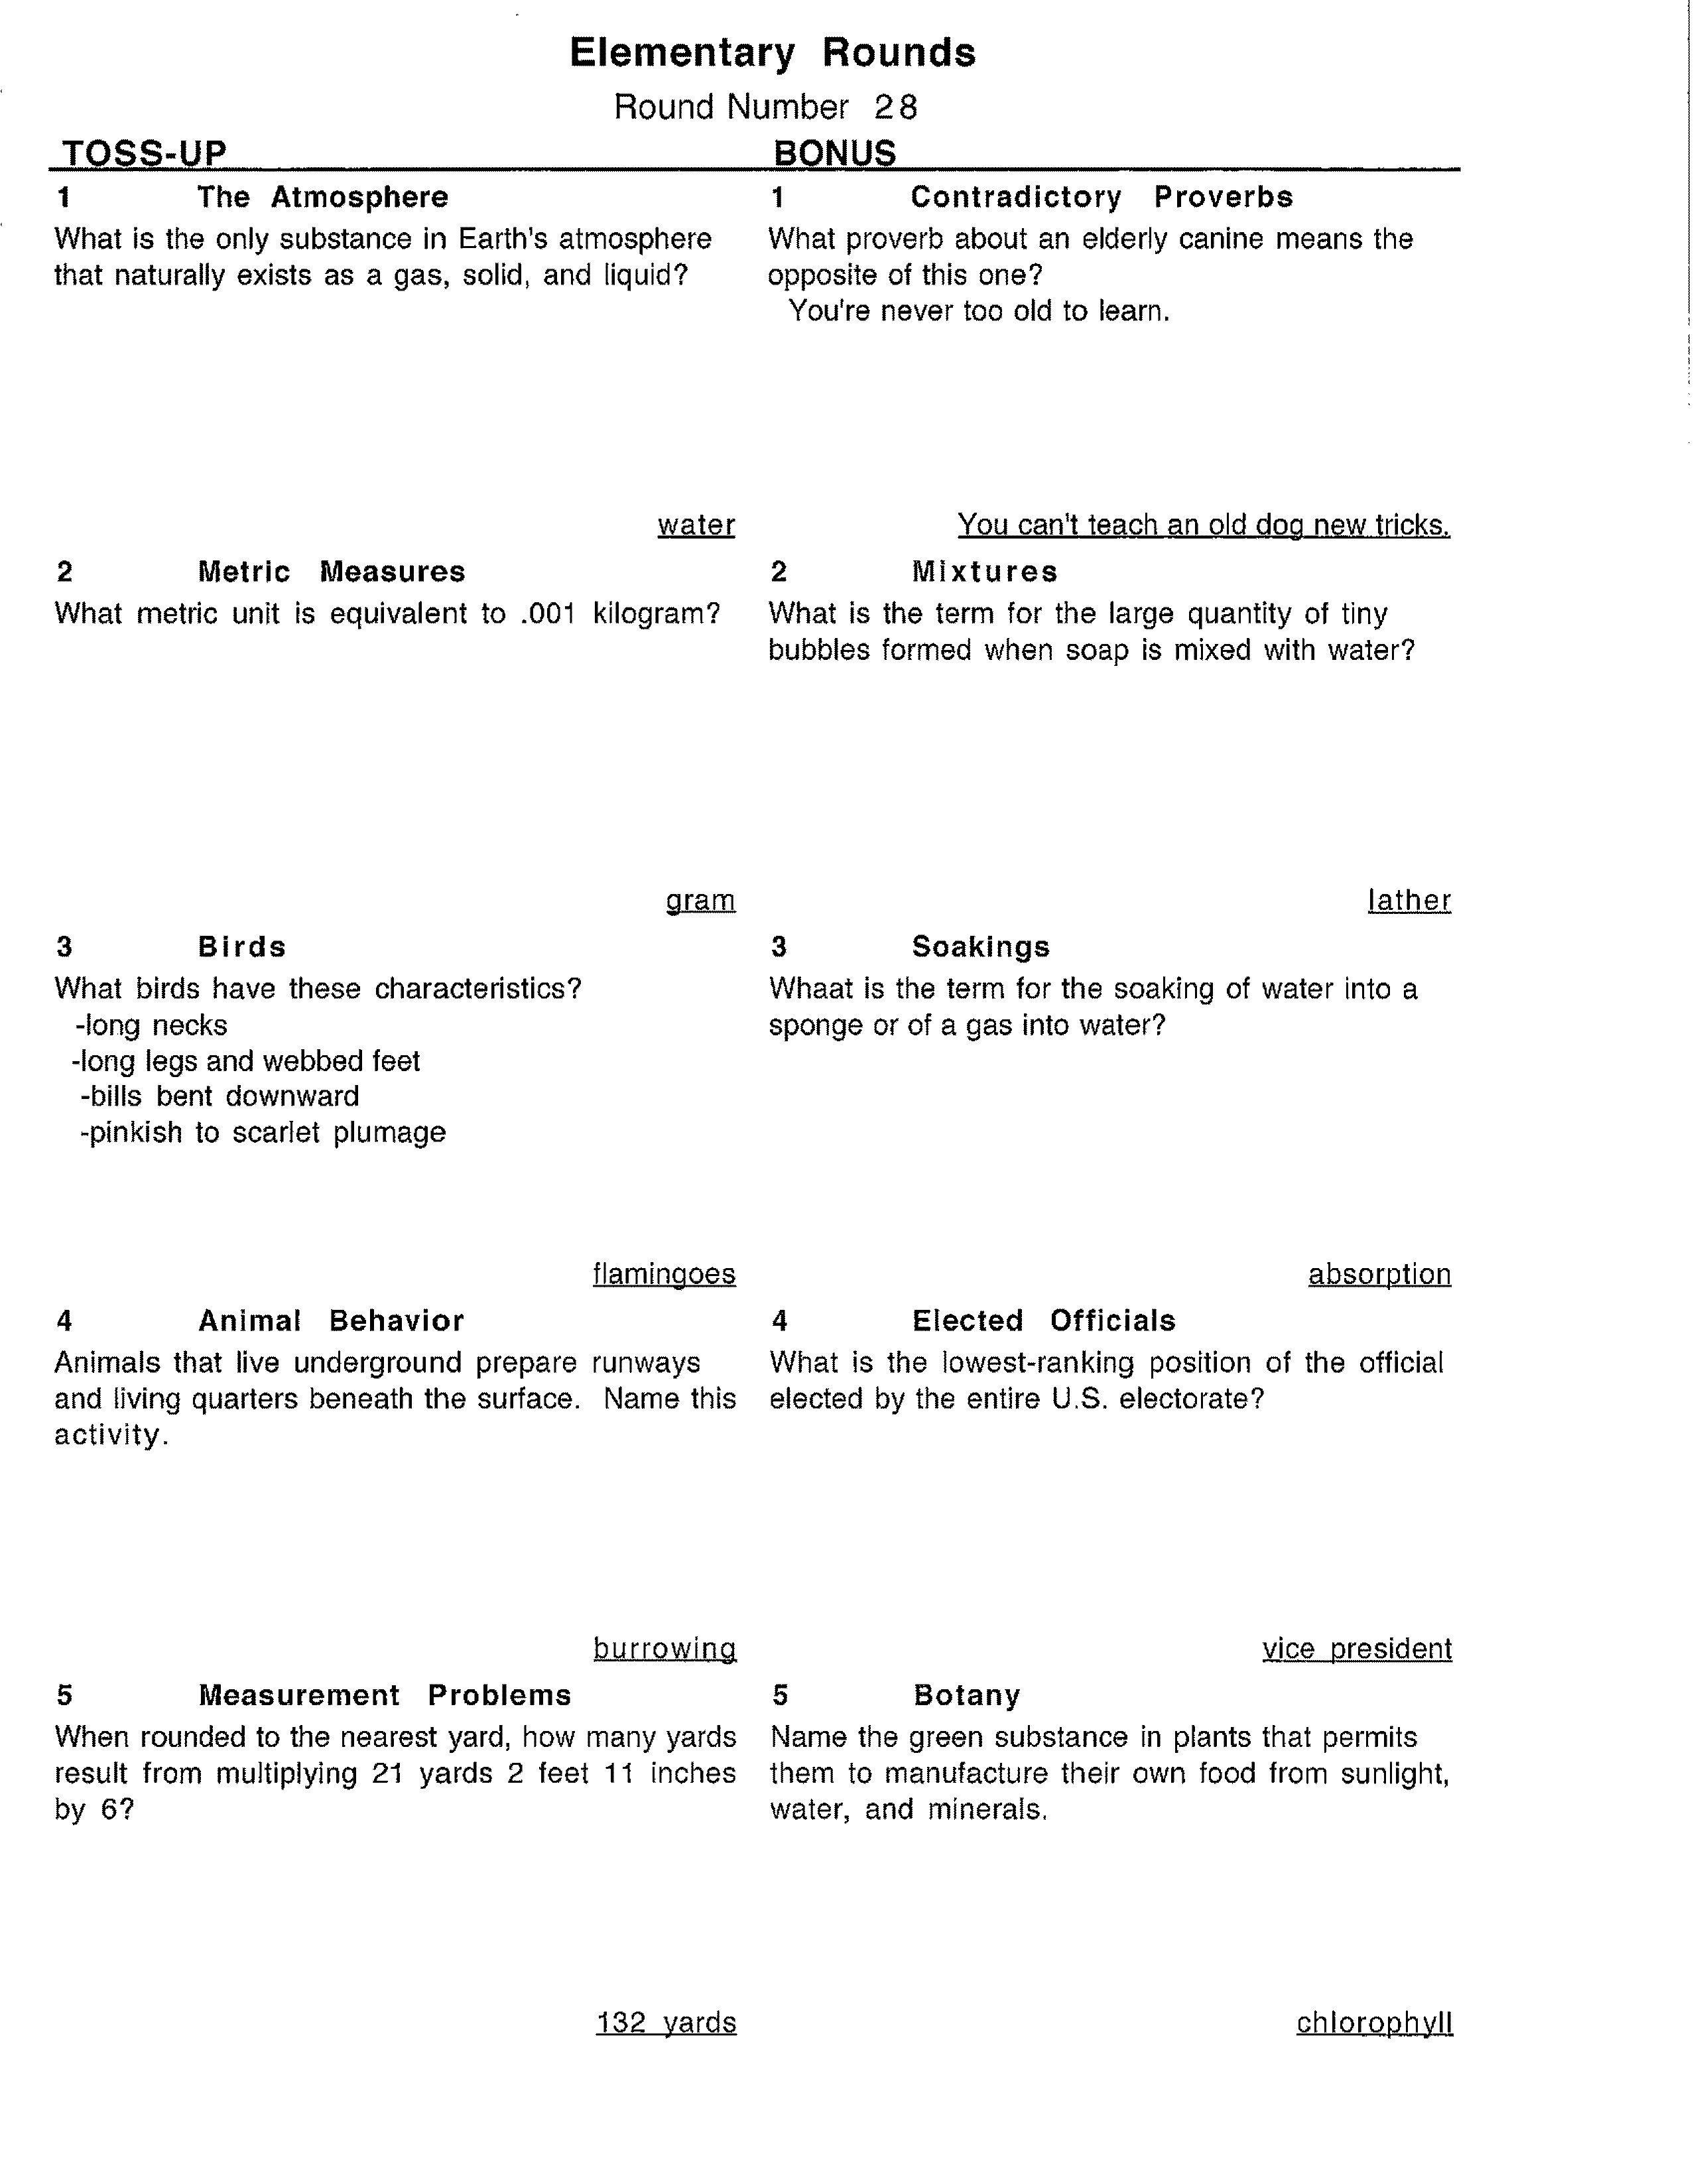 Elementary Rounds
Round Number 28
TOSS-UP
BONUS
1 The Atmosphere
What is the only substance in Earth's atmosphere
that naturally exists as a gas, solid, and liquid?
water
1 Contradictory Proverbs
What proverb about an elderly canine means the
opposite of this one?
You're never too old to learn.
You can't teach an old dog new tricks.
2 Metric Measures
What metric unit is equivalent to .001 kilogram?
gram
2 Mixtures
What is the term for the large quantity of tiny
bubbles formed when soap is mixed with water?
lather
3 Birds
What birds have these characteristics?
-long necks
-long legs and webbed feet
-bills bent downward
-pinkish to scarlet plumage
flamingoes
3 Soakings
Whaat is the term for the soaking of water into a
sponge or of a gas into water?
absorption
4 Animal Behavior
Animals that live underground prepare runways
and living quarters beneath the surface. Name this
activity.
burrowing
4 Elected Officials
What is the lowest-ranking position of the official
elected by the entire U.S. electorate?
vice president
5 Measurement Problems
When rounded to the nearest yard, how many yards
result from multiplying 21 yards 2 feet 11 inches
by 6?
132 yards
5 Botany
Name the green substance in plants that permits
them to manufacture their own food from sunlight,
water, and minerals.
chlorophyll